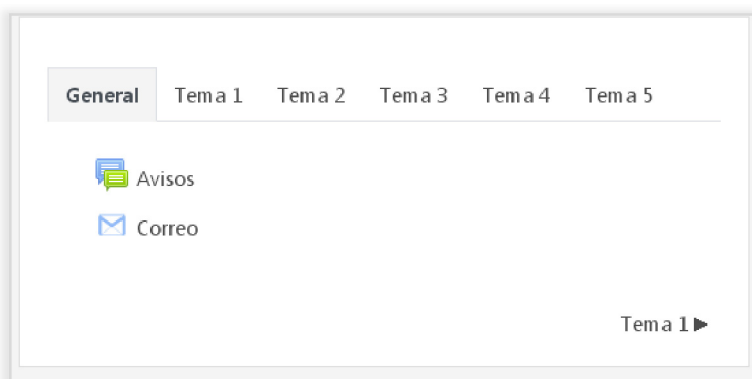 General Tema 1 Tema 2 Tema 3 Tema 4 Tema 5
Avisos
Correo
Tema 1 ▶